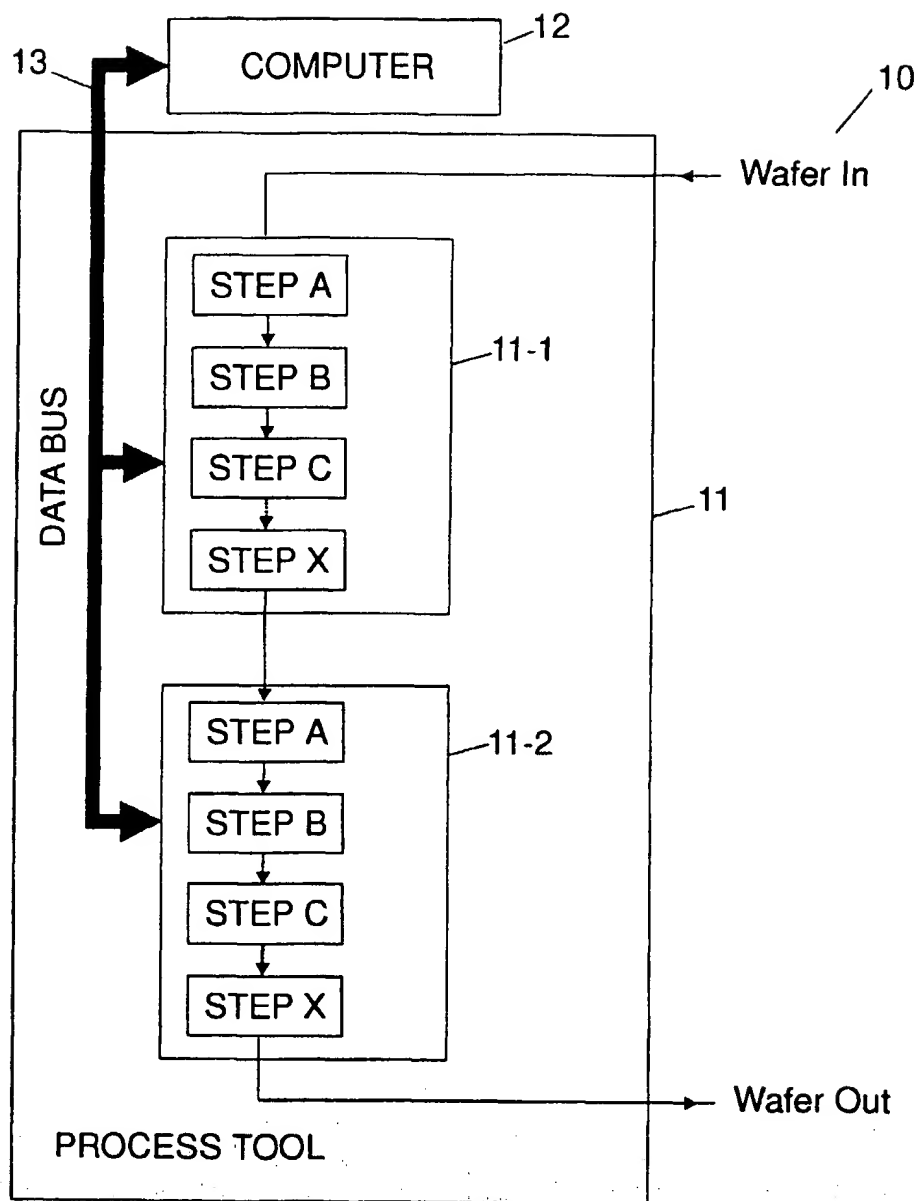 12
13
COMPUTER
10
Wafer In
STEP A
11-1
STEP B
DATA BUS
STEP C
11
STEP X
STEP A
11-2
STEP B
STEP C
STEP X
Wafer Out
PROCESS TOOL